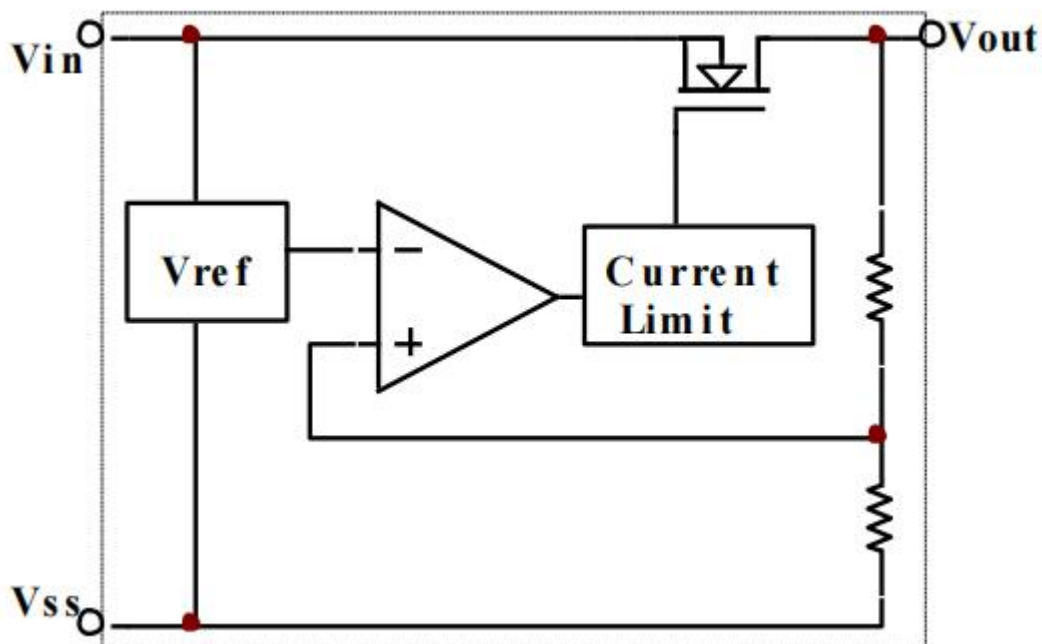 Vin
Vout
Vref
−
+
Current
Limit
Vss